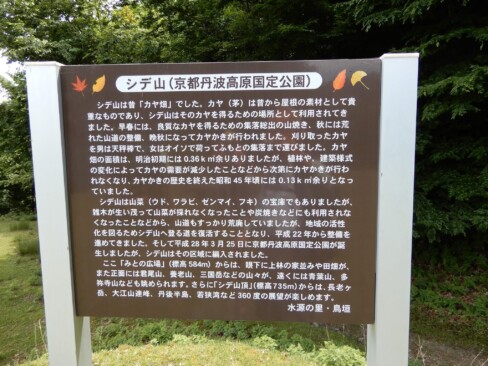 シデ山(京都丹波高原国定公園)
シデ山は昔「カヤ畑」でした。カヤ(茅)は昔から屋根の素材として貴
重なものであり、シデ山はそのカヤを得るための場所として利用されてき
ました。早春には、良質なカヤを得るための集落総出の山焼き、秋には荒
れた山道の整備、晩秋になってカヤかきが行われました。刈り取ったカヤ
を男は天秤棒で、女はオイソで荷ってふもとの集落まで運びました。カヤ
畑の面積は、明治初期には0.36k㎡余りありましたが、植林や、建築様式
の変化によってカヤの需要が減少したことなどから次第にカヤかきが行わ
れなくなり、カヤかきの歴史を終えた昭和45年頃には0.13k㎡余りとなっ
ていました。
シデ山は山菜(ウド、ワラビ、ゼンマイ、フキ)の宝庫でもありましたが、
雑木が生い茂って山菜が採れなくなったことや炭焼きなどにも利用されな
くなったことなどから、山道もすっかり荒廃していましたが、地域の活性
化を図るためシデ山へ登る道を復活することとなり、平成22年から整備を
進めてきました。そして平成28年3月25日に京都丹波高原国定公園が誕
生しましたが、シデ山はその区域に編入されました。
ここ「みとの広場」(標高584m)からは、眼下に上林の家並みや田畑が、
また正面には君尾山、養老山、三国岳などの山々が、遠くには青葉山、多
祢寺山なども眺められます。さらに「シデ山頂」(標高735m)からは、長老ヶ
岳、大江山連峰、丹後半島、若狭湾など360度の展望が楽しめます。
水源の里・鳥垣